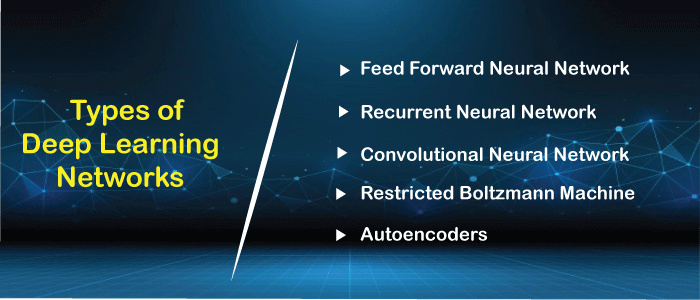 Types of
Deep Learning
Networks
Feed Forward Neural Network
Recurrent Neural Network
Convolutional Neural Network
Restricted Boltzmann Machine
Autoencoders